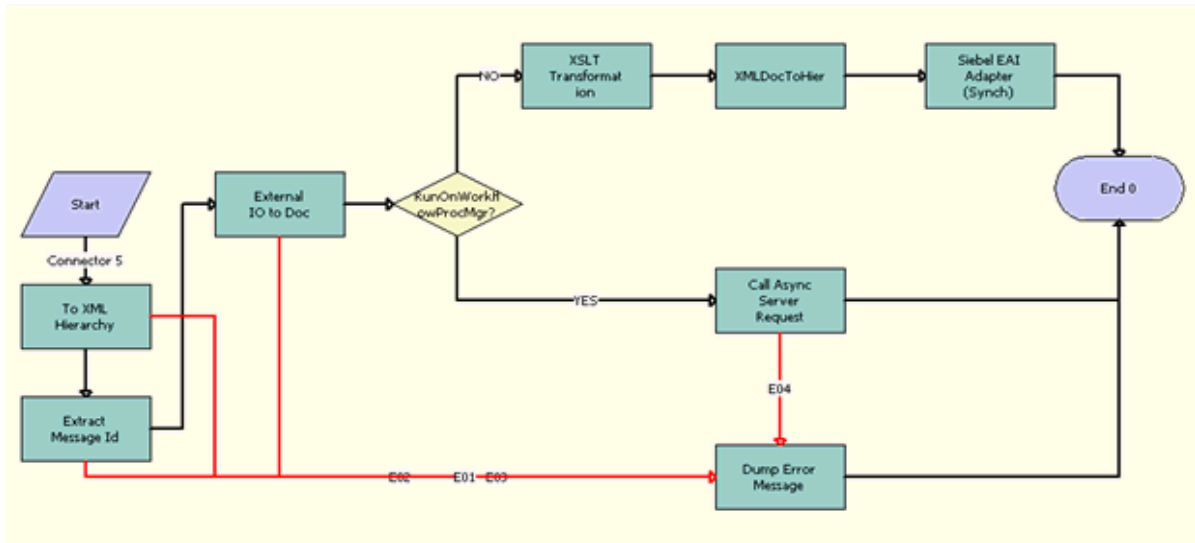 XSLT
Transformat
ion
XMLDocToHier
Siebel EAI
Adapter
(Synch)
NO
Start
External
IO to Doc
RunOnWorkfl
owProcMgr?
End 0
Connector 5
To XML
Hierarchy
Call Async
Server
Request
YES
E04
Extract
Message Id
E02
E01
E03
Dump Error
Message